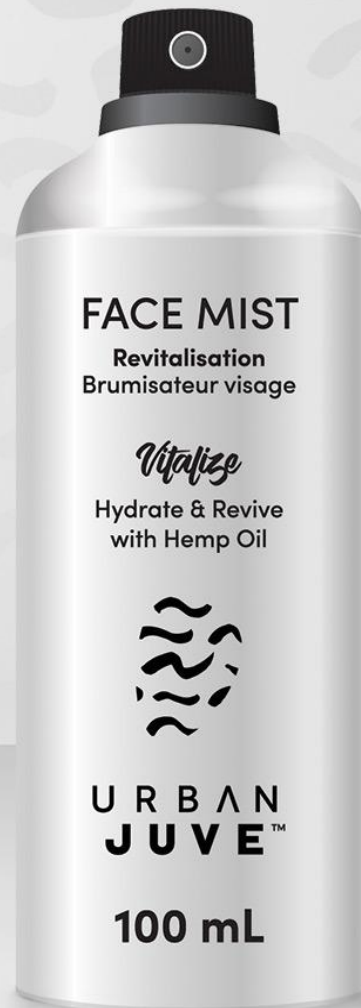 FACE MIST
Revitalisation
Brumisateur visage
Vitalize
Hydrate & Revive
with Hemp Oil
URBAN
JUVE™
100 mL